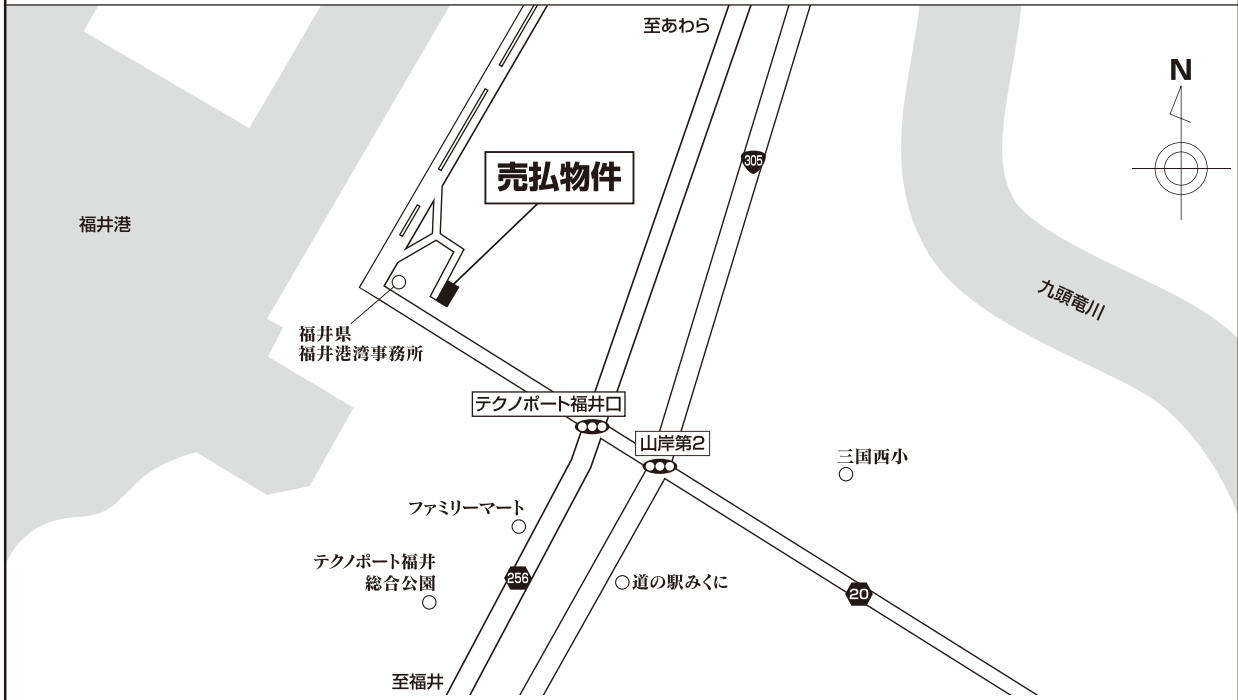 至あわら
N
305
売払物件
福井港
九頭竜川
福井県
福井港湾事務所
テクノポート福井口
山岸第2
三国西小
ファミリーマート
テクノポート福井
総合公園
256
道の駅みくに
20
至福井